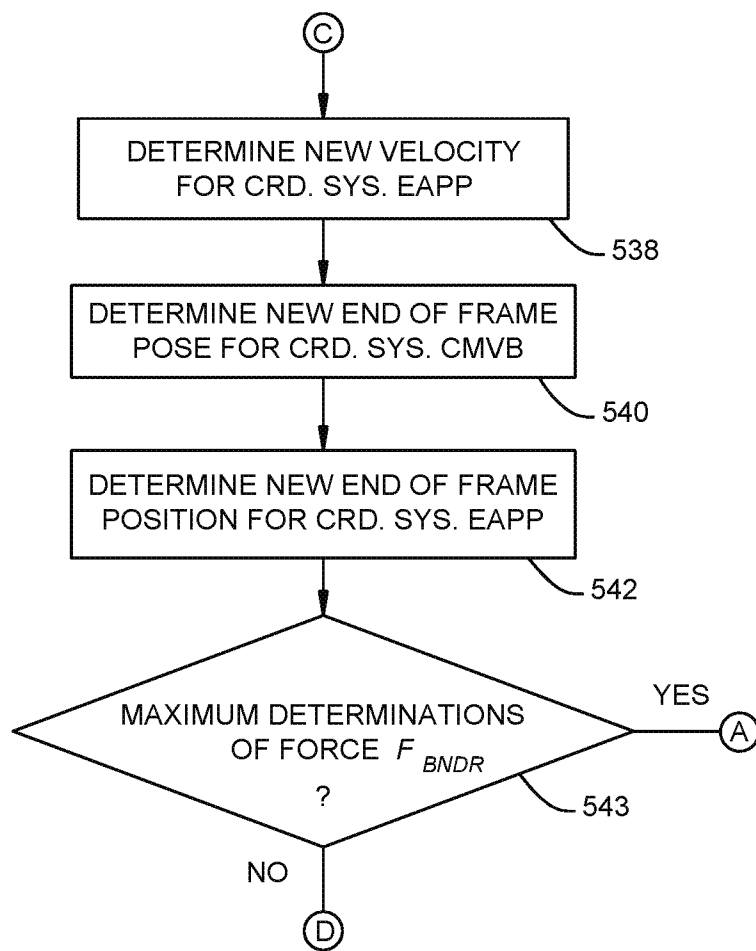 C
DETERMINE NEW VELOCITY
FOR CRD. SYS. EAPP
538
DETERMINE NEW END OF FRAME
POSE FOR CRD. SYS. CMVB
540
DETERMINE NEW END OF FRAME
POSITION FOR CRD. SYS. EAPP
542
MAXIMUM DETERMINATIONS
OF FORCE F BNDR
?
YES
A
543
NO
D